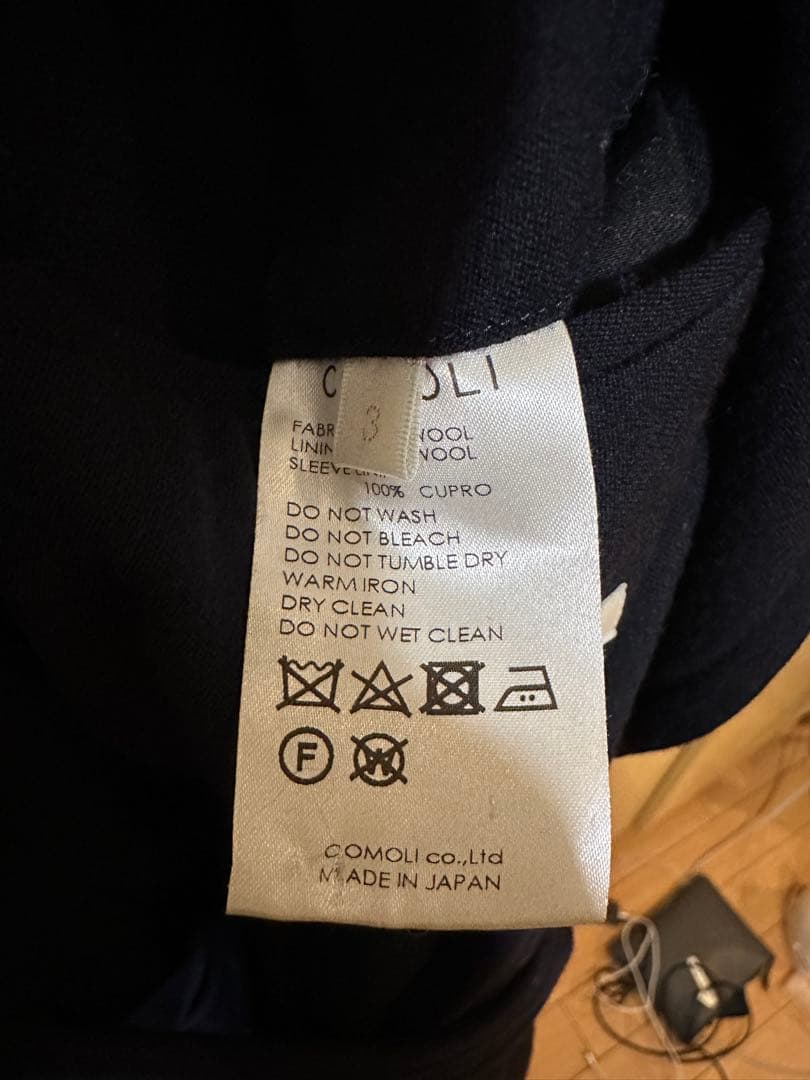 3
100% CUPRO
DO NOT WASH
DO NOT BLEACH
DO NOT TUMBLE DRY
WARM IRON
DRY CLEAN
DO NOT WET CLEAN
F
W
COMOLI co.,Ltd
MADE IN JAPAN